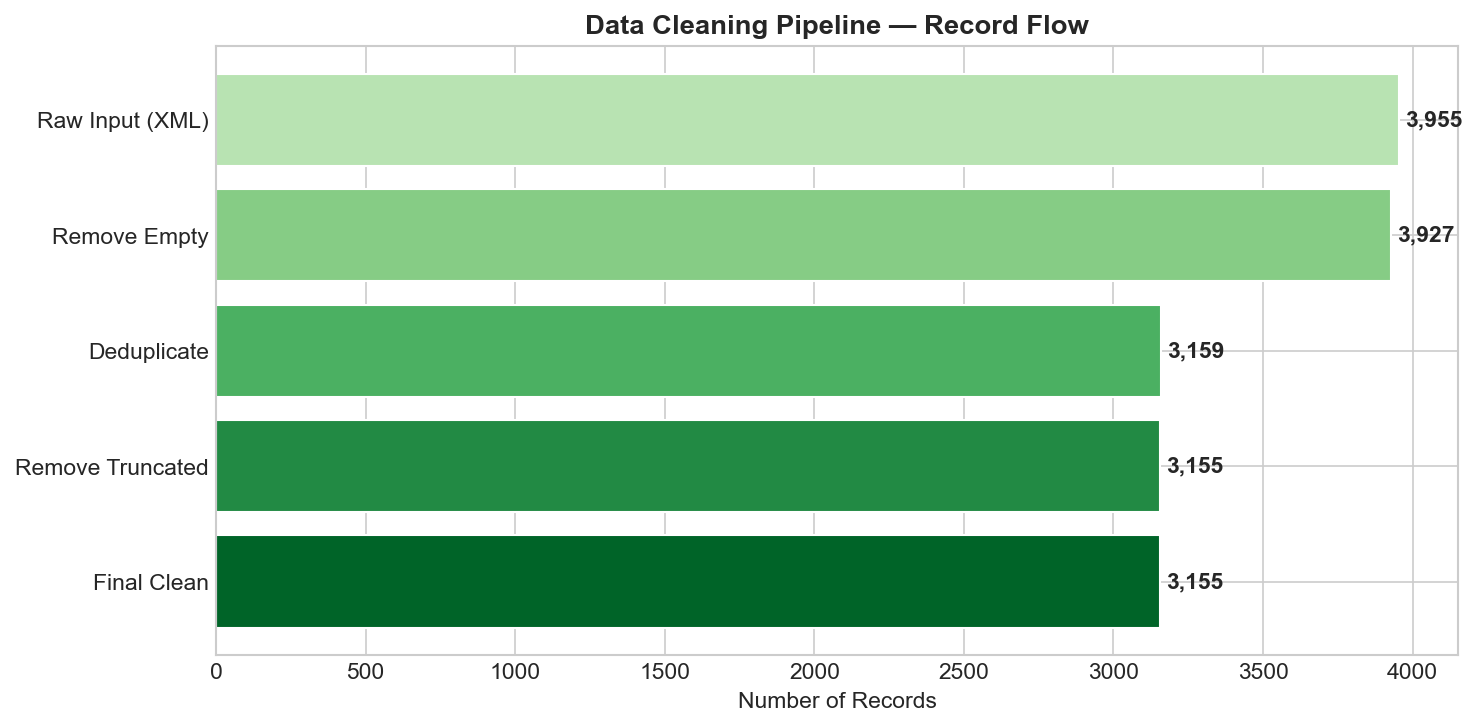 Data Cleaning Pipeline — Record Flow
Raw Input (XML) 3,955
Remove Empty 3,927
Deduplicate 3,159
Remove Truncated 3,155
Final Clean 3,155
0 500 1000 1500 2000 2500 3000 3500 4000
Number of Records